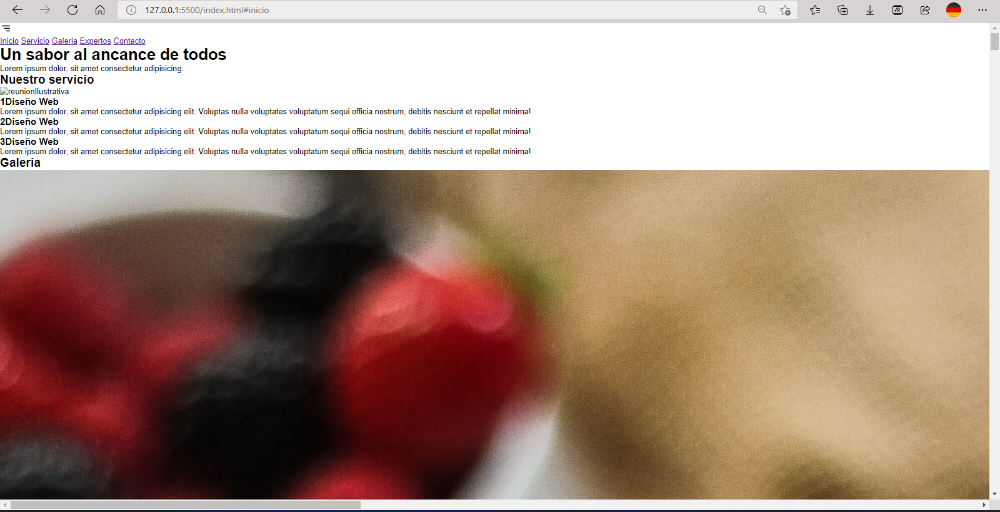 127.0.0.1:5500/index.html#inicio
Inicio Servicio Galeria Expertos Contacto
Un sabor al ancance de todos
Lorem ipsum dolor, sit amet consectetur adipisicing.
Nuestro servicio
reunionIlustrativa
1Diseño Web
Lorem ipsum dolor, sit amet consectetur adipisicing elit. Voluptas nulla voluptates voluptatum sequi officia nostrum, debitis nesciunt et repellat minima!
2Diseño Web
Lorem ipsum dolor, sit amet consectetur adipisicing elit. Voluptas nulla voluptates voluptatum sequi officia nostrum, debitis nesciunt et repellat minima!
3Diseño Web
Lorem ipsum dolor, sit amet consectetur adipisicing elit. Voluptas nulla voluptates voluptatum sequi officia nostrum, debitis nesciunt et repellat minima!
Galeria